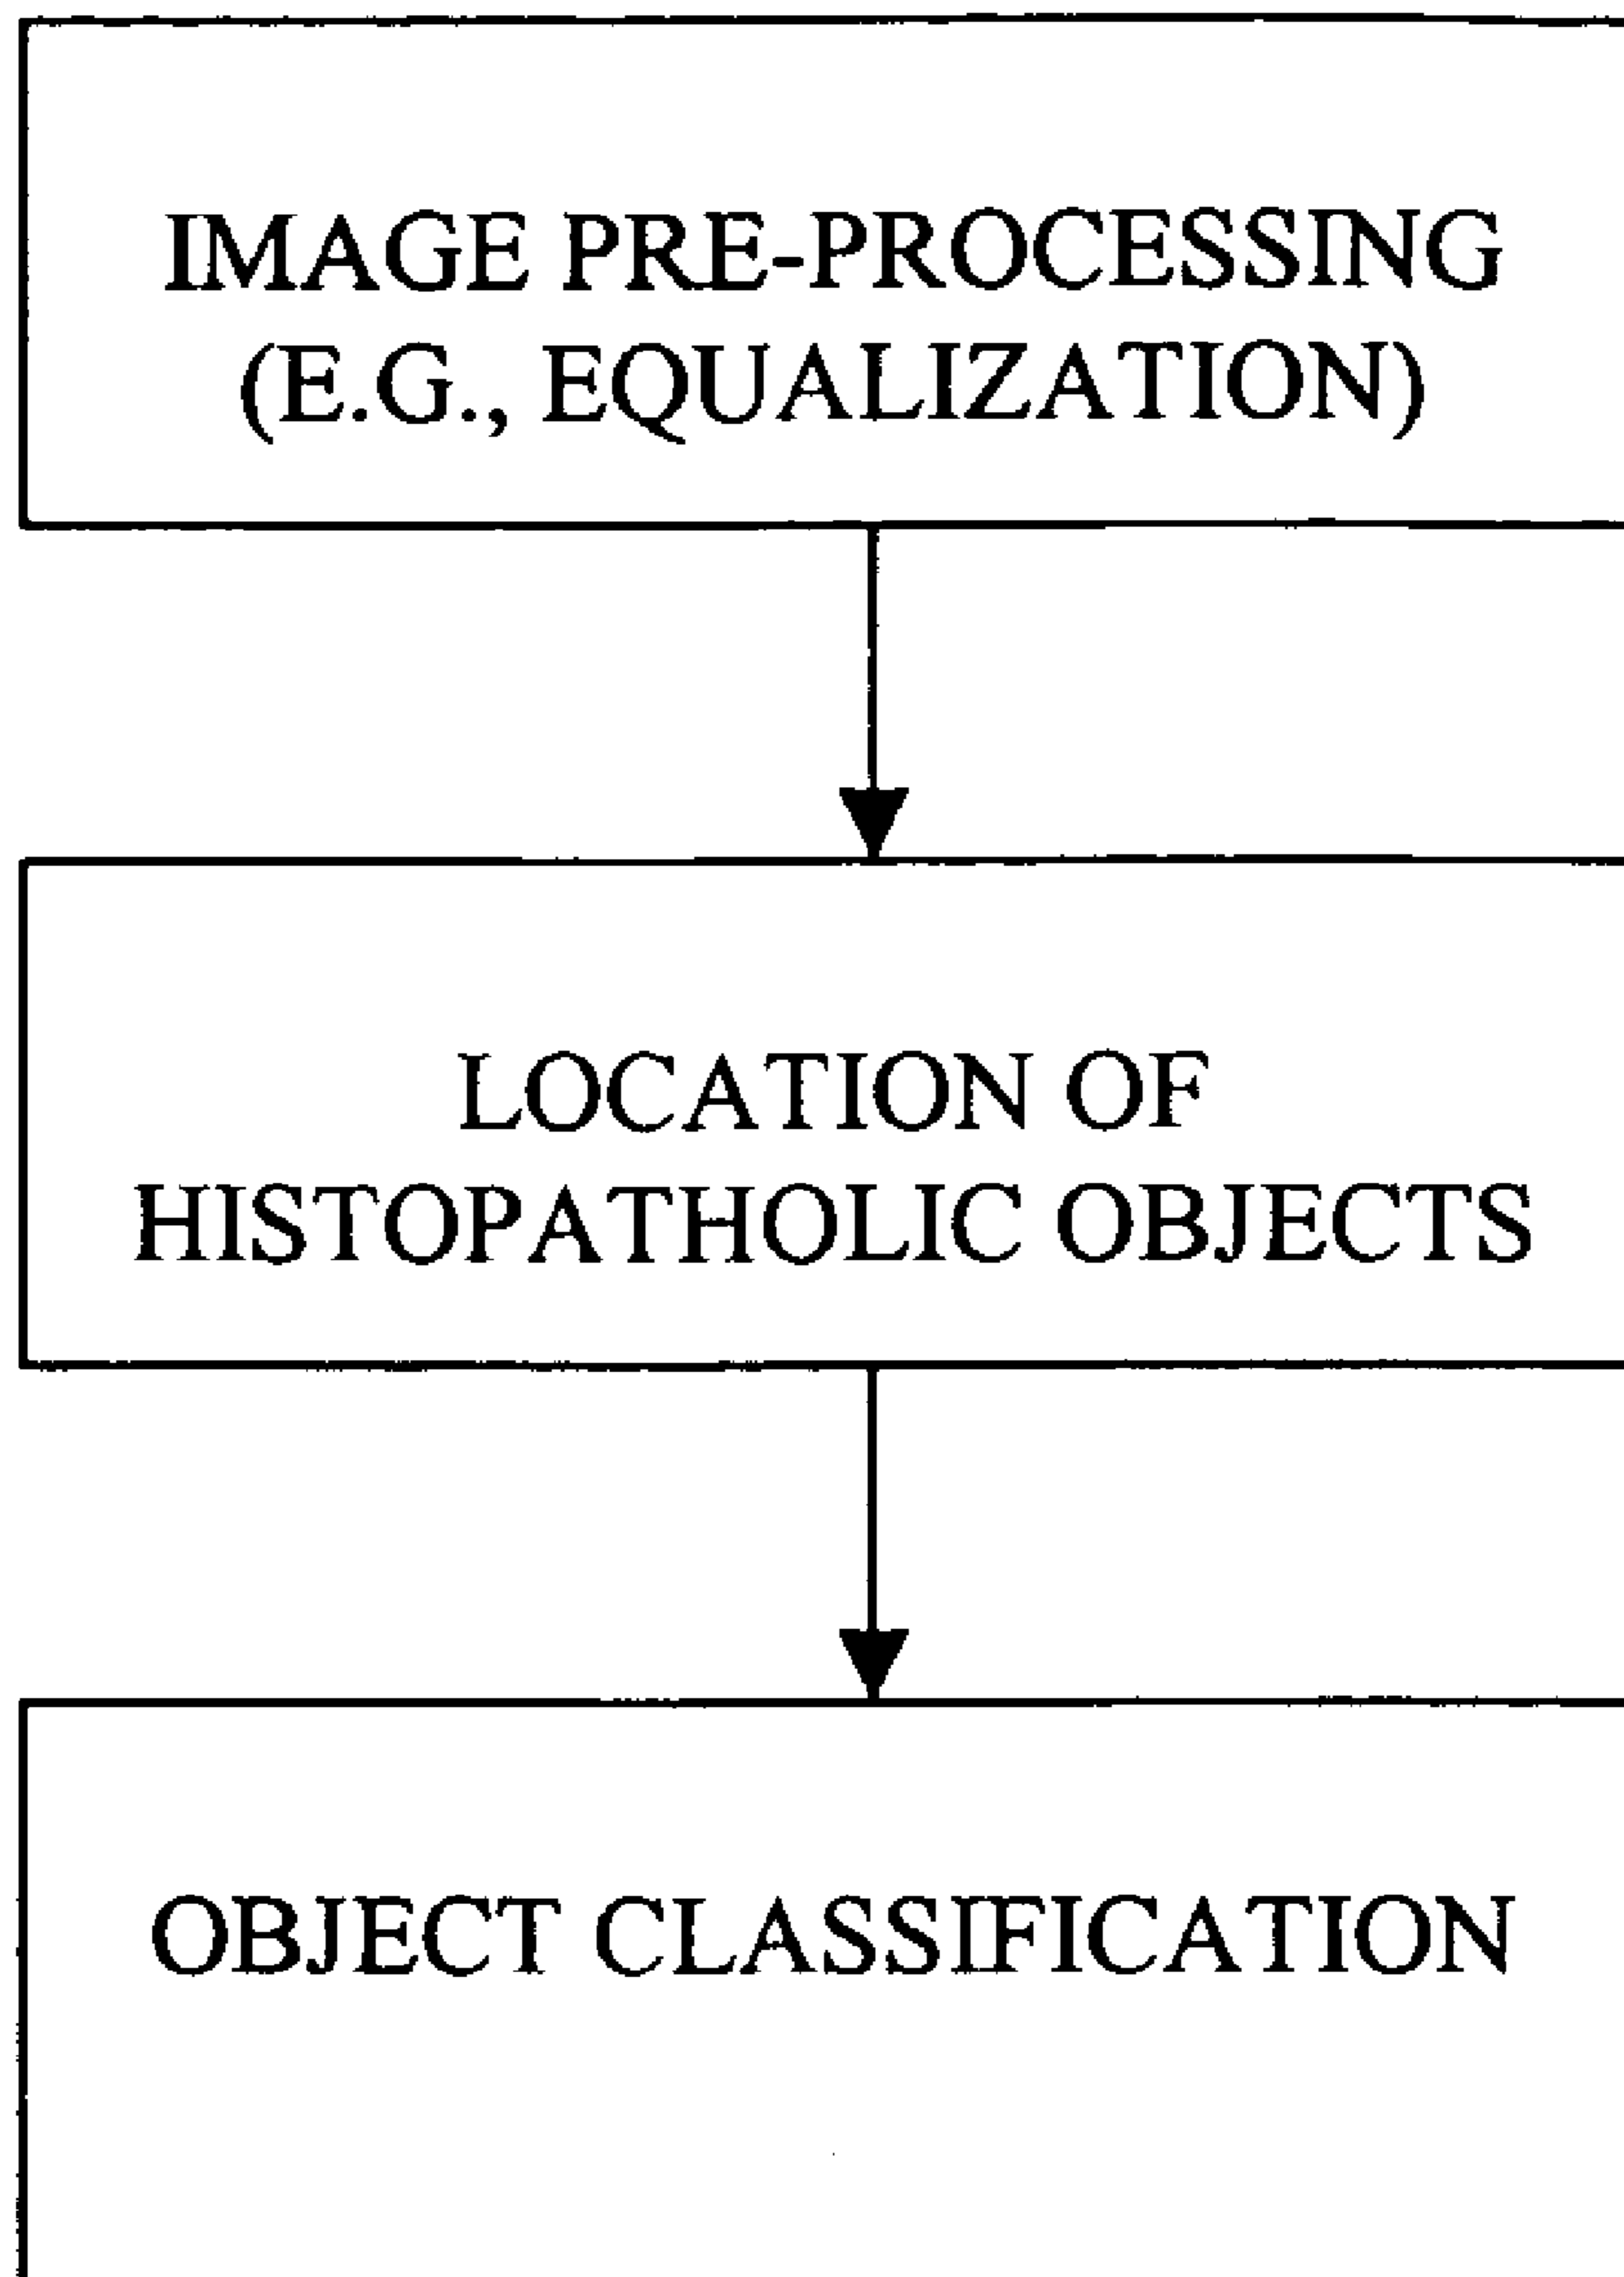 IMAGE PRE-PROCESSING
(E.G., EQUALIZATION)
LOCATION OF
HISTOPATHOLIC OBJECTS
OBJECT CLASSIFICATION